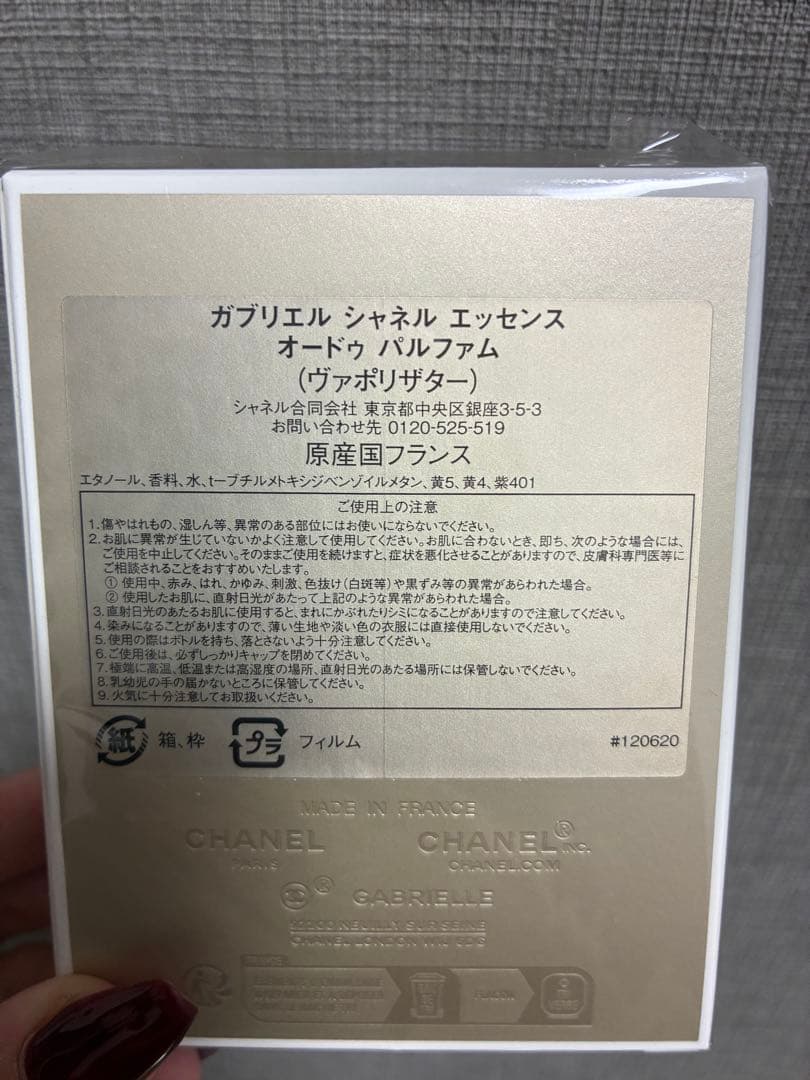 ガブリエル シャネル エッセンス
オードゥ パルファム
(ヴァポリザター)
シャネル合同会社 東京都中央区銀座3-5-3
お問い合わせ先 0120-525-519
原産国フランス
エタノール、香料、水、t-ブチルメトキシジベンゾイルメタン、黄5、黄4、紫401
ご使用上の注意
1.傷やはれもの、湿しん等、異常のある部位にはお使いにならないでください。
2.お肌に異常が生じていないかよく注意して使用してください。お肌に合わないとき、即ち、次のような場合には、
ご使用を中止してください。そのままご使用を続けますと、症状を悪化させることがありますので、皮膚科専門医等に
ご相談されることをおすすめいたします。
① 使用中、赤み、はれ、かゆみ、刺激、色抜け(白斑等)や黒ずみ等の異常があらわれた場合。
② 使用したお肌に、直射日光があたって上記のような異常があらわれた場合。
3.直射日光のあたるお肌に使用すると、まれにかぶれたりシミになることがありますので注意してください。
4.染みになることがありますので、薄い生地や淡い色の衣服には直接使用しないでください。
5.使用の際はボトルを持ち、落とさないよう十分注意してください。
6.ご使用後は、必ずしっかりキャップを閉めてください。
7.極端に高温、低温または高湿度の場所、直射日光のあたる場所には保管しないでください。
8.乳幼児の手の届かないところに保管してください。
9.火気に十分注意してお取扱いください。
紙 箱、枠 プラ フィルム #120620
MADE IN FRANCE
CHANEL CHANEL® INC.
PARIS CHANEL.COM
® GABRIELLE
92200 NEUILLY SUR SEINE
CHANEL LONDON